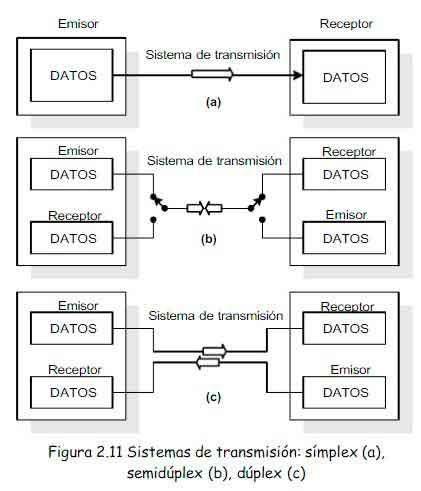 Emisor
Receptor
Sistema de transmisión
DATOS
DATOS
(a)
Emisor
Sistema de transmisión
Receptor
DATOS
DATOS
Receptor
Emisor
DATOS
(b)
DATOS
Emisor
Sistema de transmisión
Receptor
DATOS
DATOS
Receptor
Emisor
DATOS
(c)
DATOS
Figura 2.11 Sistemas de transmisión: símplex (a),
semidúplex (b), dúplex (c)